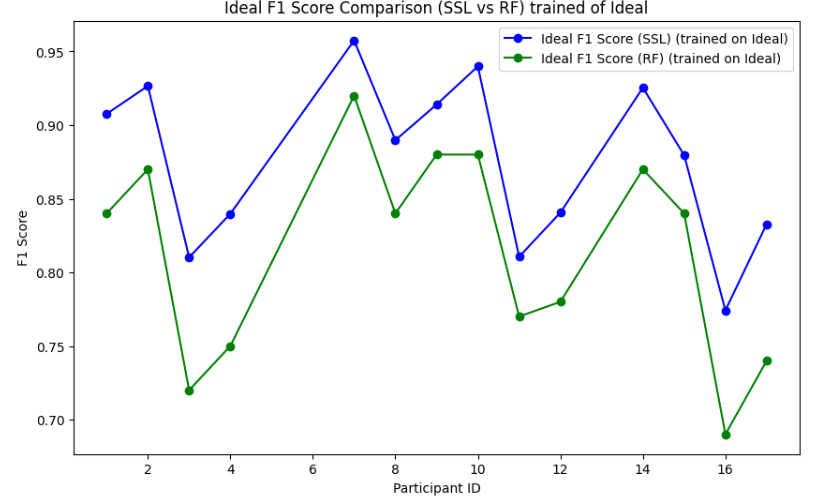 Ideal F1 Score Comparison (SSL vs RF) trained of Ideal
Ideal F1 Score (SSL) (trained on Ideal)
Ideal F1 Score (RF) (trained on Ideal)
F1 Score
0.95
0.90
0.85
0.80
0.75
0.70
2 4 6 8 10 12 14 16
Participant ID